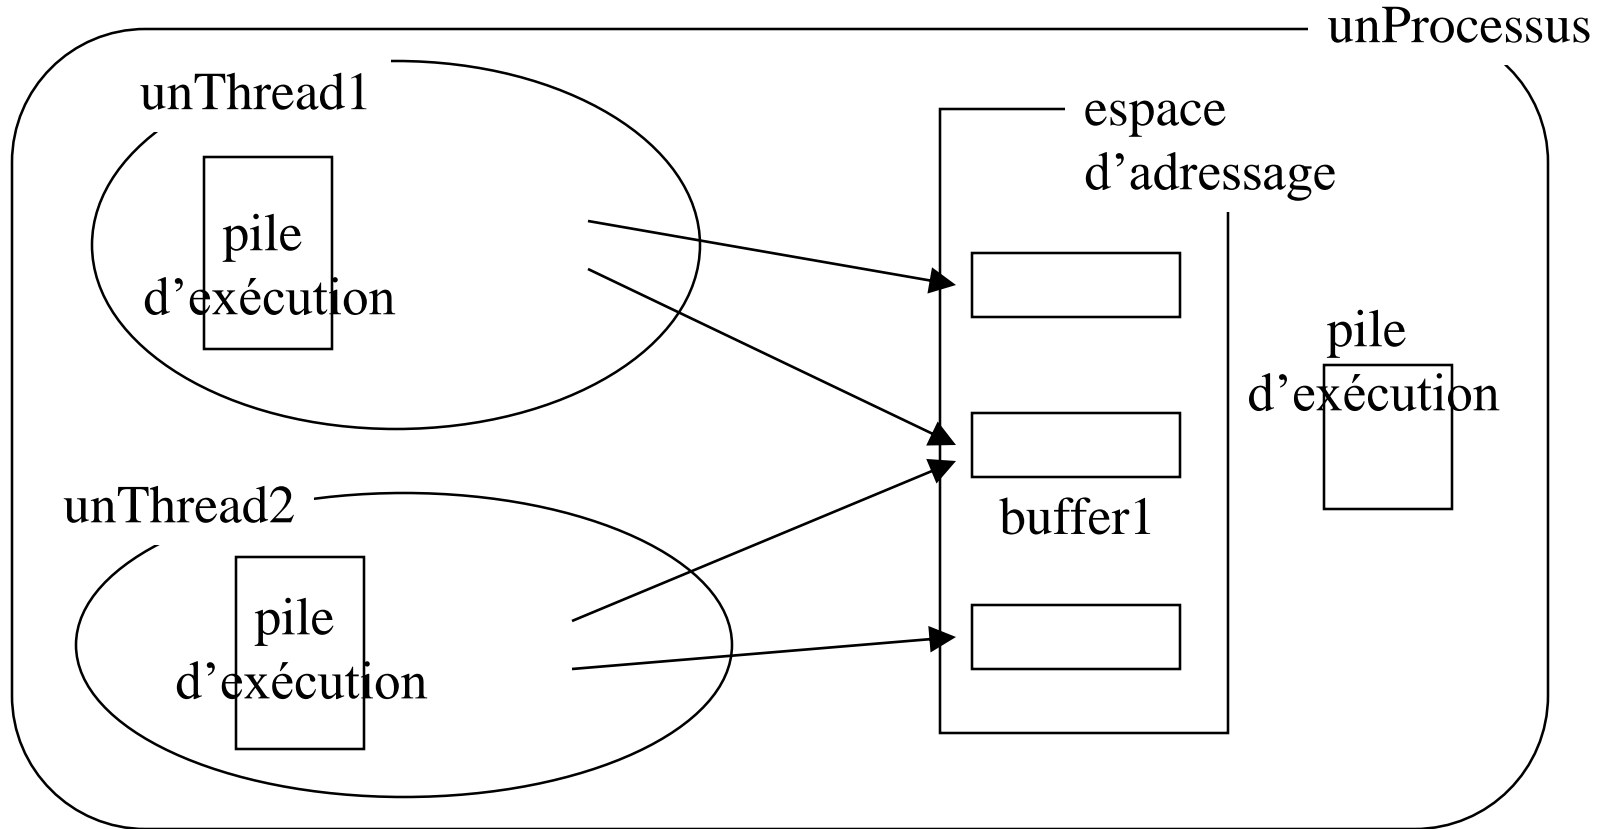 unProcessus
unThread1
espace
d’adressage
pile
d’exécution
pile
d’exécution
unThread2
buffer1
pile
d’exécution